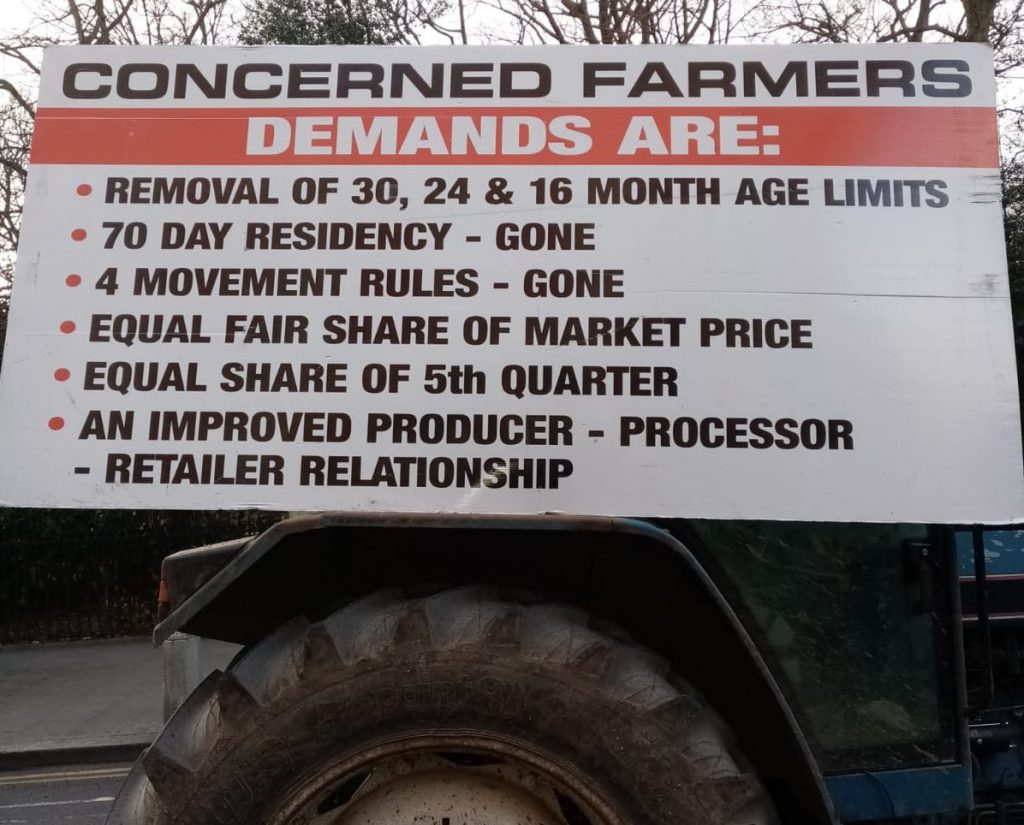 CONCERNED FARMERS
DEMANDS ARE:
• REMOVAL OF 30, 24 & 16 MONTH AGE LIMITS
• 70 DAY RESIDENCY - GONE
• 4 MOVEMENT RULES - GONE
• EQUAL FAIR SHARE OF MARKET PRICE
• EQUAL SHARE OF 5th QUARTER
• AN IMPROVED PRODUCER - PROCESSOR
- RETAILER RELATIONSHIP